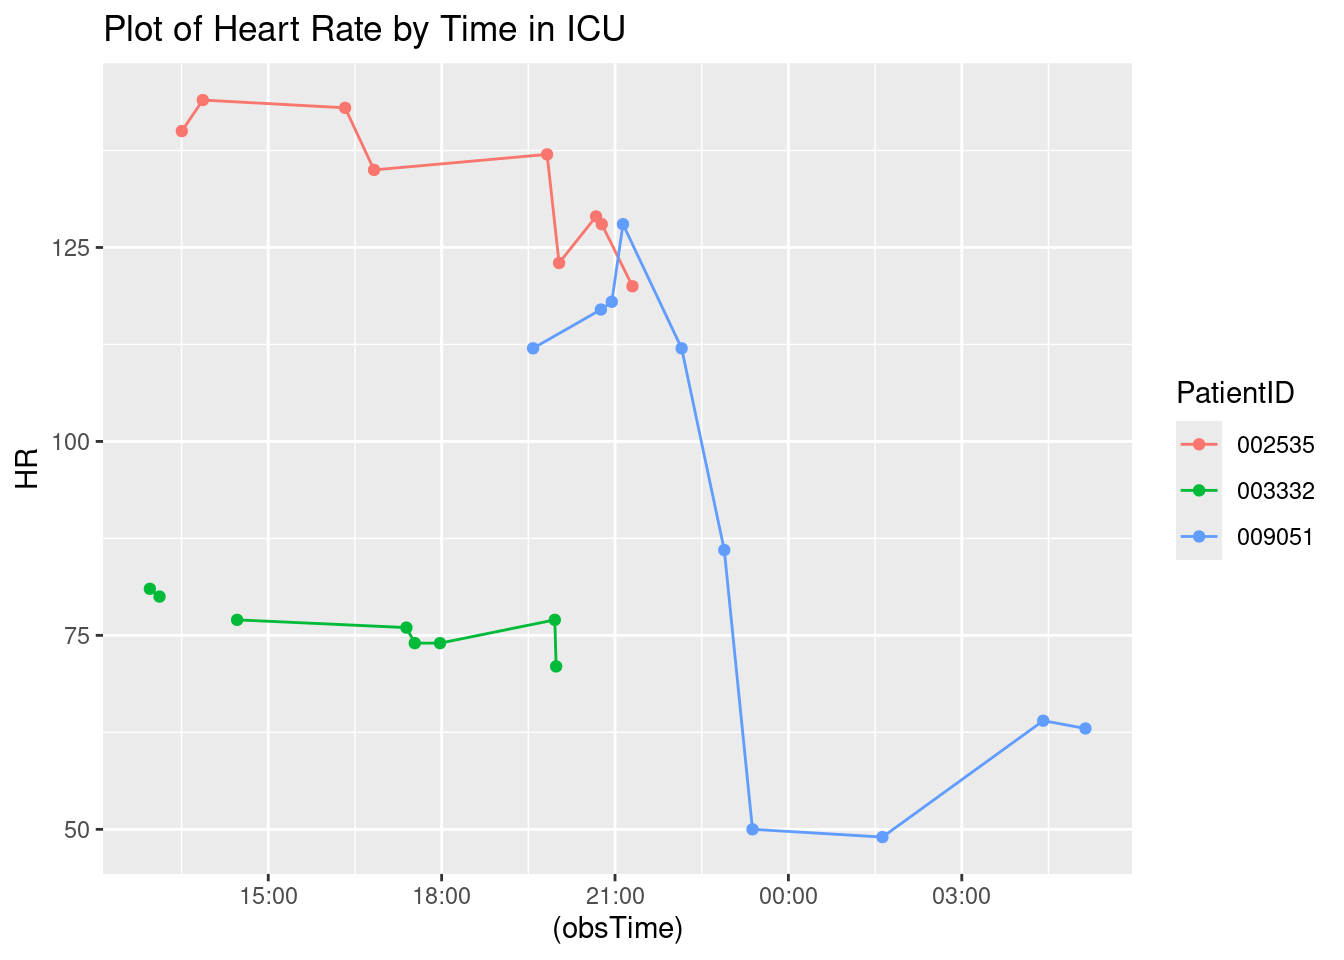 Plot of Heart Rate by Time in ICU
HR
125
100
75
50
15:00 18:00 21:00 00:00 03:00
(obsTime)
PatientID
002535
003332
009051